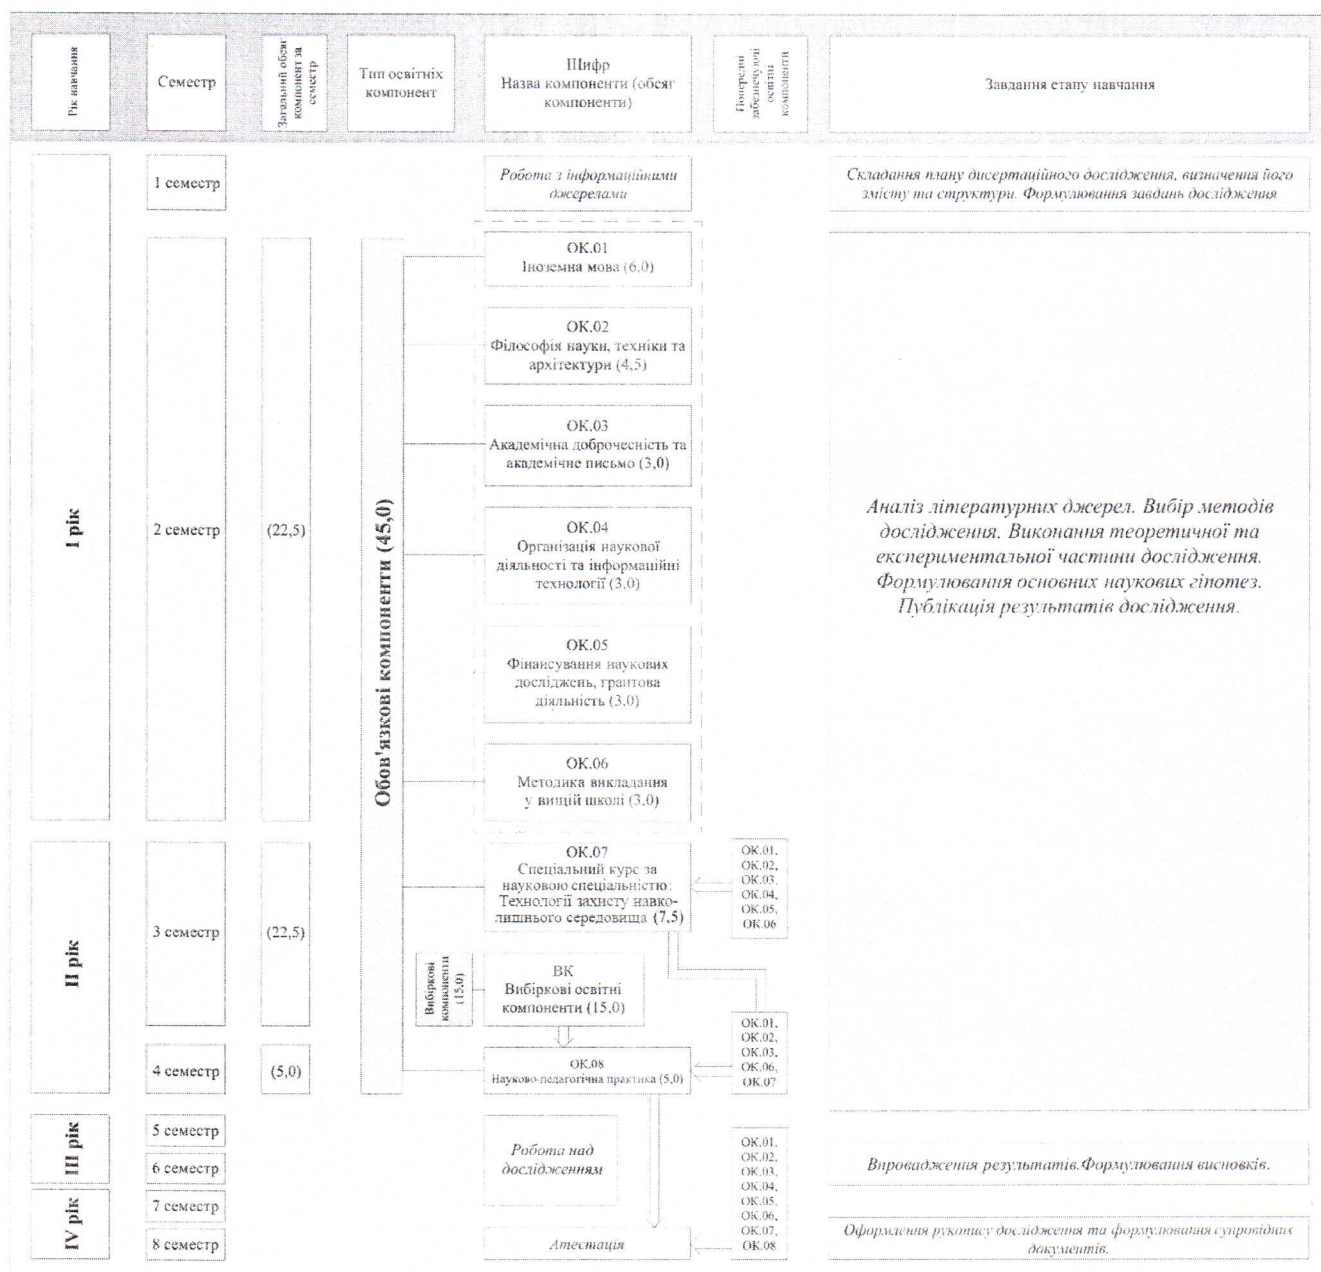 Рік навчання
Семестр
Загальний обсяг
компонент за
семестр
Тип освітніх
компонент
Шифр
Назва компоненти (обсяг
компоненти)
Попередні
забезпечуючі
освітні
компоненти
Завдання етапу навчання
І рік
1 семестр
Робота з інформаційними
джерелами
Складання плану дисертаційного дослідження, визначення його
змісту та структури. Формулювання завдань дослідження
2 семестр
(22,5)
Обов'язкові компоненти (45,0)
ОК.01
Іноземна мова (6,0)
ОК.02
Філософія науки, техніки та
архітектури (4,5)
ОК.03
Академічна доброчесність та
академічне письмо (3,0)
ОК.04
Організація наукової
діяльності та інформаційні
технології (3,0)
ОК.05
Фінансування наукових
досліджень, грантова
діяльність (3,0)
ОК.06
Методика викладання
у вищій школі (3,0)
Аналіз літературних джерел. Вибір методів
дослідження. Виконання теоретичної та
експериментальної частини дослідження.
Формулювання основних наукових гіпотез.
Публікація результатів дослідження.
ІІ рік
3 семестр
(22,5)
ОК.07
Спеціальний курс за
науковою спеціальністю:
Технології захисту навко-
лишнього середовища (7,5)
ОК.01,
ОК.02,
ОК.03,
ОК.04,
ОК.05,
ОК.06
Вибіркові
компоненти
(15,0)
ВК
Вибіркові освітні
компоненти (15,0)
4 семестр
(5,0)
ОК.08
Науково-педагогічна практика (5,0)
ОК.01,
ОК.02,
ОК.03,
ОК.06,
ОК.07
ІІІ рік
5 семестр
6 семестр
Робота над
дослідженням
Впровадження результатів.Формулювання висновків.
ІV рік
7 семестр
8 семестр
Атестація
ОК.01,
ОК.02,
ОК.03,
ОК.04,
ОК.05,
ОК.06,
ОК.07,
ОК.08
Оформлення рукопису дослідження та формулювання супровідних
документів.